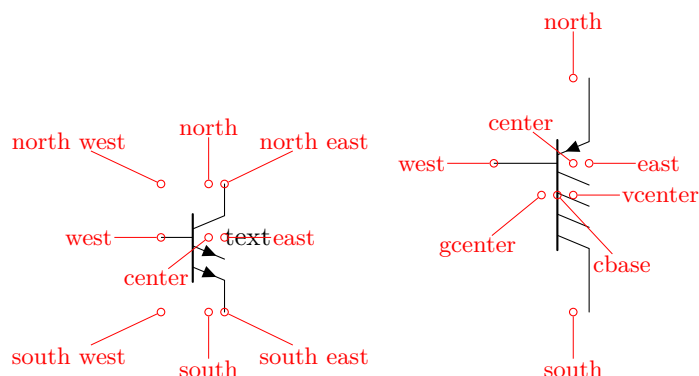 north
north west
north
north east
center
west
east
west
text
east
vcenter
gcenter
cbase
center
south west
south
south east
south